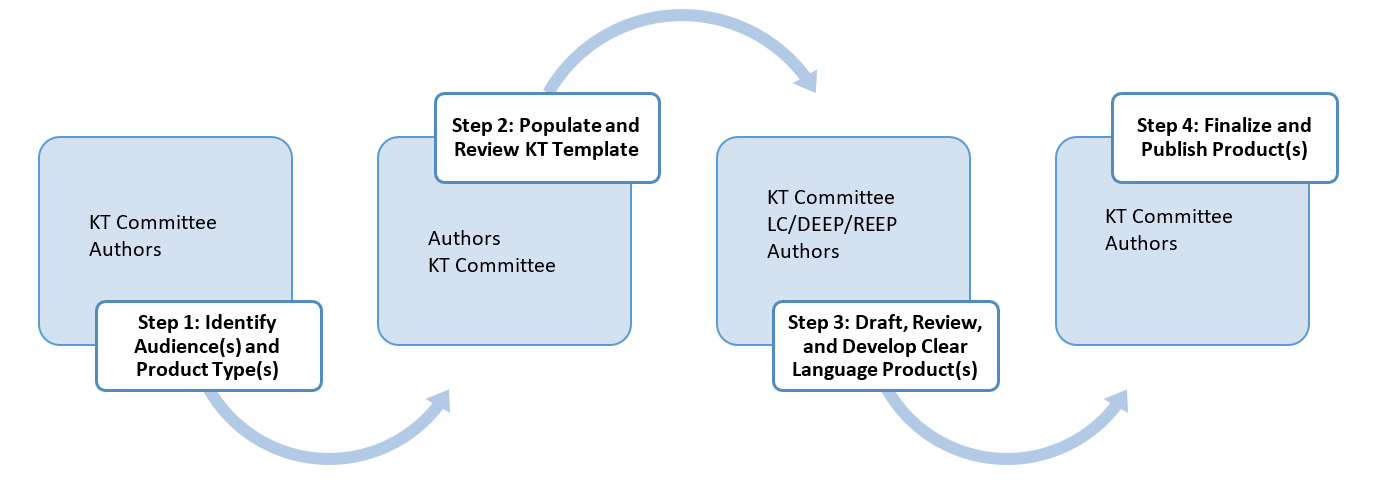 KT Committee
Authors
Step 1: Identify
Audience(s) and
Product Type(s)
Step 2: Populate and
Review KT Template
Authors
KT Committee
KT Committee
LC/DEEP/REEP
Authors
Step 3: Draft, Review,
and Develop Clear
Language Product(s)
Step 4: Finalize and
Publish Product(s)
KT Committee
Authors